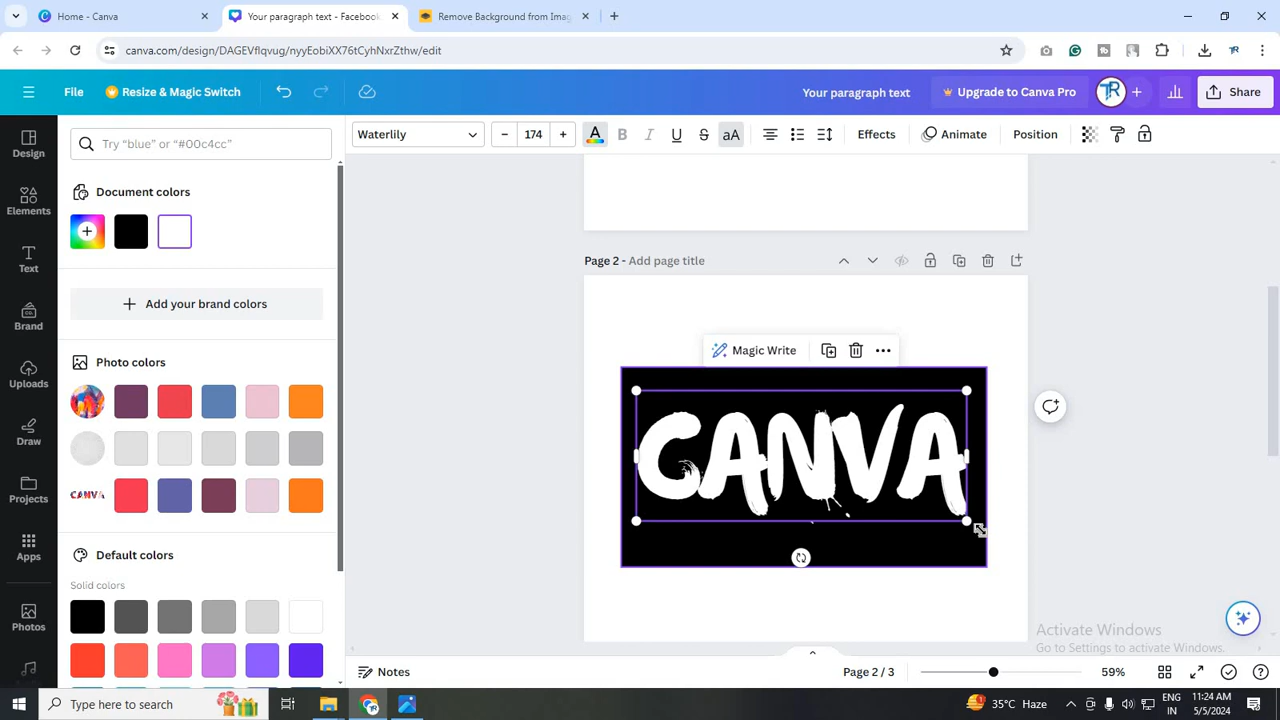 Home - Canva
Your paragraph text - Facebook
Remove Background from Imag
canva.com/design/DAGEVflqvug/nyyEobiXX76tCyhNxrZthw/edit
File
Resize & Magic Switch
Your paragraph text
Upgrade to Canva Pro
Share
Design
Elements
Text
Brand
Uploads
Draw
Projects
Apps
Photos
Try “blue” or “#00c4cc”
Document colors
Add your brand colors
Photo colors
CANVA
Default colors
Solid colors
Waterlily
174
A
B
I
U
S
aA
Effects
Animate
Position
Page 2 - Add page title
Magic Write
CANVA
Activate Windows
Go to Settings to activate Windows.
Notes
Page 2 / 3
59%
Type here to search
35°C Haze
ENG
IN
11:24 AM
5/5/2024